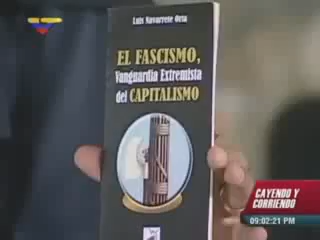 Luis Navarrete Orta
EL FASCISMO,
Vanguardia Extremista
del CAPITALISMO
CAYENDO Y
CORRIENDO
09:02:21 PM